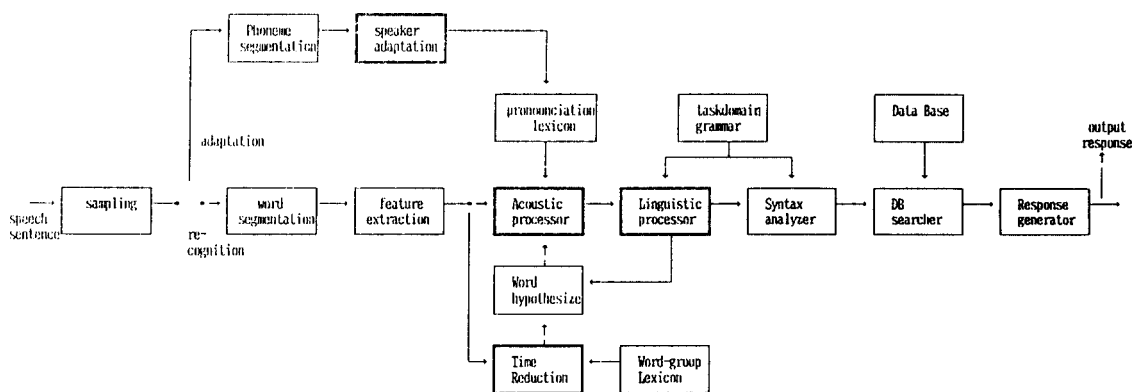 Phoneme
segmentation
speaker
adaptation
pronounciation
lexicon
taskdomain
grammar
Data Base
output
response
adaptation
speech
sentence
sampling
re-
cognition
word
segmentation
feature
extraction
Acoustic
processor
Linguistic
processor
Syntax
analyzer
DB
searcher
Response
generator
Word
hypothesize
Time
Reduction
Word-group
Lexicon